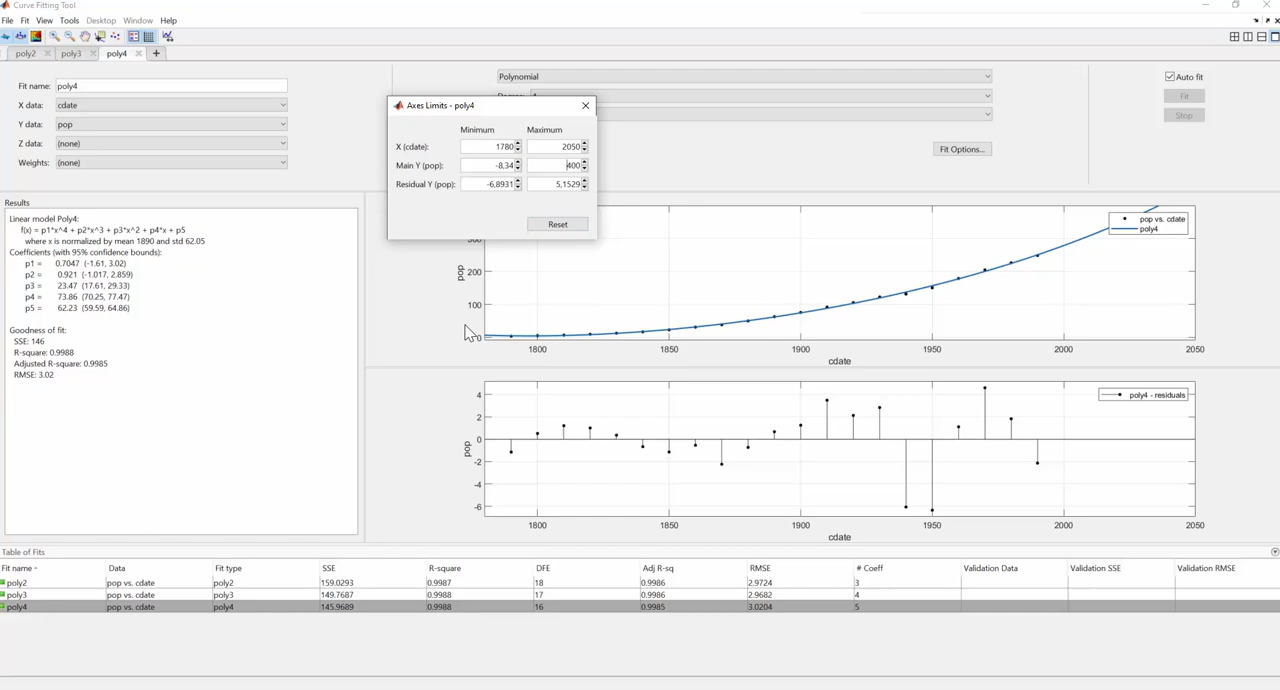 Curve Fitting Tool
File Fit View Tools Desktop Window Help
poly2 poly3 poly4
Fit name: poly4
X data: cdate
Y data: pop
Z data: (none)
Weights: (none)
Polynomial
Auto fit
Fit
Stop
Fit Options...
Axes Limits - poly4
Minimum Maximum
X (cdate): 1780 2050
Main Y (pop): -8,34 400
Residual Y (pop): -6,8931 5,1529
Reset
Results
Linear model Poly4:
f(x) = p1*x^4 + p2*x^3 + p3*x^2 + p4*x + p5
where x is normalized by mean 1890 and std 62.05
Coefficients (with 95% confidence bounds):
p1 = 0.7047 (-1.61, 3.02)
p2 = 0.921 (-1.017, 2.859)
p3 = 23.47 (17.61, 29.33)
p4 = 73.86 (70.25, 77.47)
p5 = 62.23 (59.59, 64.86)
Goodness of fit:
SSE: 146
R-square: 0.9988
Adjusted R-square: 0.9985
RMSE: 3.02
pop vs. cdate
poly4
300
200
100
0
pop
1800 1850 1900 1950 2000 2050
cdate
poly4 - residuals
4
2
0
-2
-4
-6
pop
1800 1850 1900 1950 2000 2050
cdate
Table of Fits
Fit name Data Fit type SSE R-square DFE Adj R-sq RMSE # Coeff Validation Data Validation SSE Validation RMSE
poly2 pop vs. cdate poly2 159.0293 0.9987 18 0.9986 2.9724 3
poly3 pop vs. cdate poly3 149.7687 0.9988 17 0.9986 2.9682 4
poly4 pop vs. cdate poly4 145.9689 0.9988 16 0.9985 3.0204 5